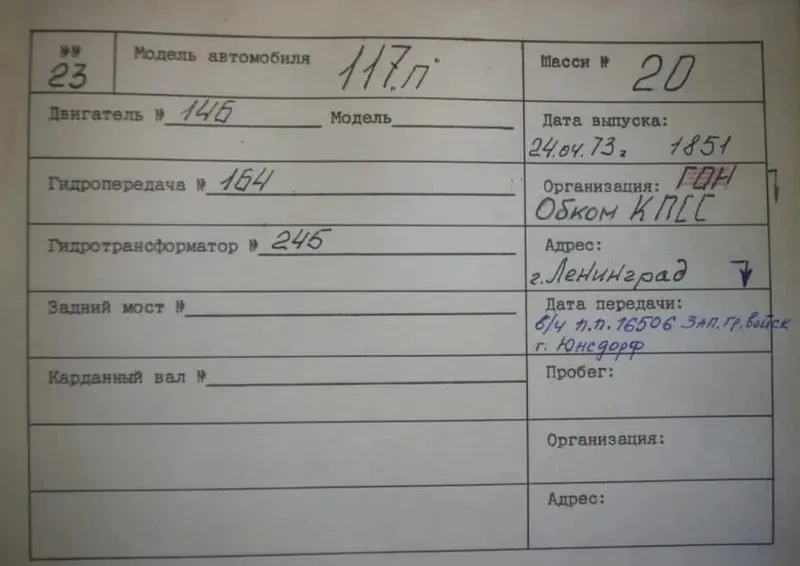 №№ 23 Модель автомобиля 117.П Шасси № 20
Двигатель № 146 Модель
Дата выпуска:
24.04.73 г 1851
Гидропередача № 164
Организация: ГОН
Обком КПСС
Гидротрансформатор № 245
Адрес:
г. Ленинград
Задний мост №
Дата передачи:
в/ч п.п. 16506 Зап. гр. войск
г. Юнсдорф
Карданный вал №
Пробег:
Организация:
Адрес: